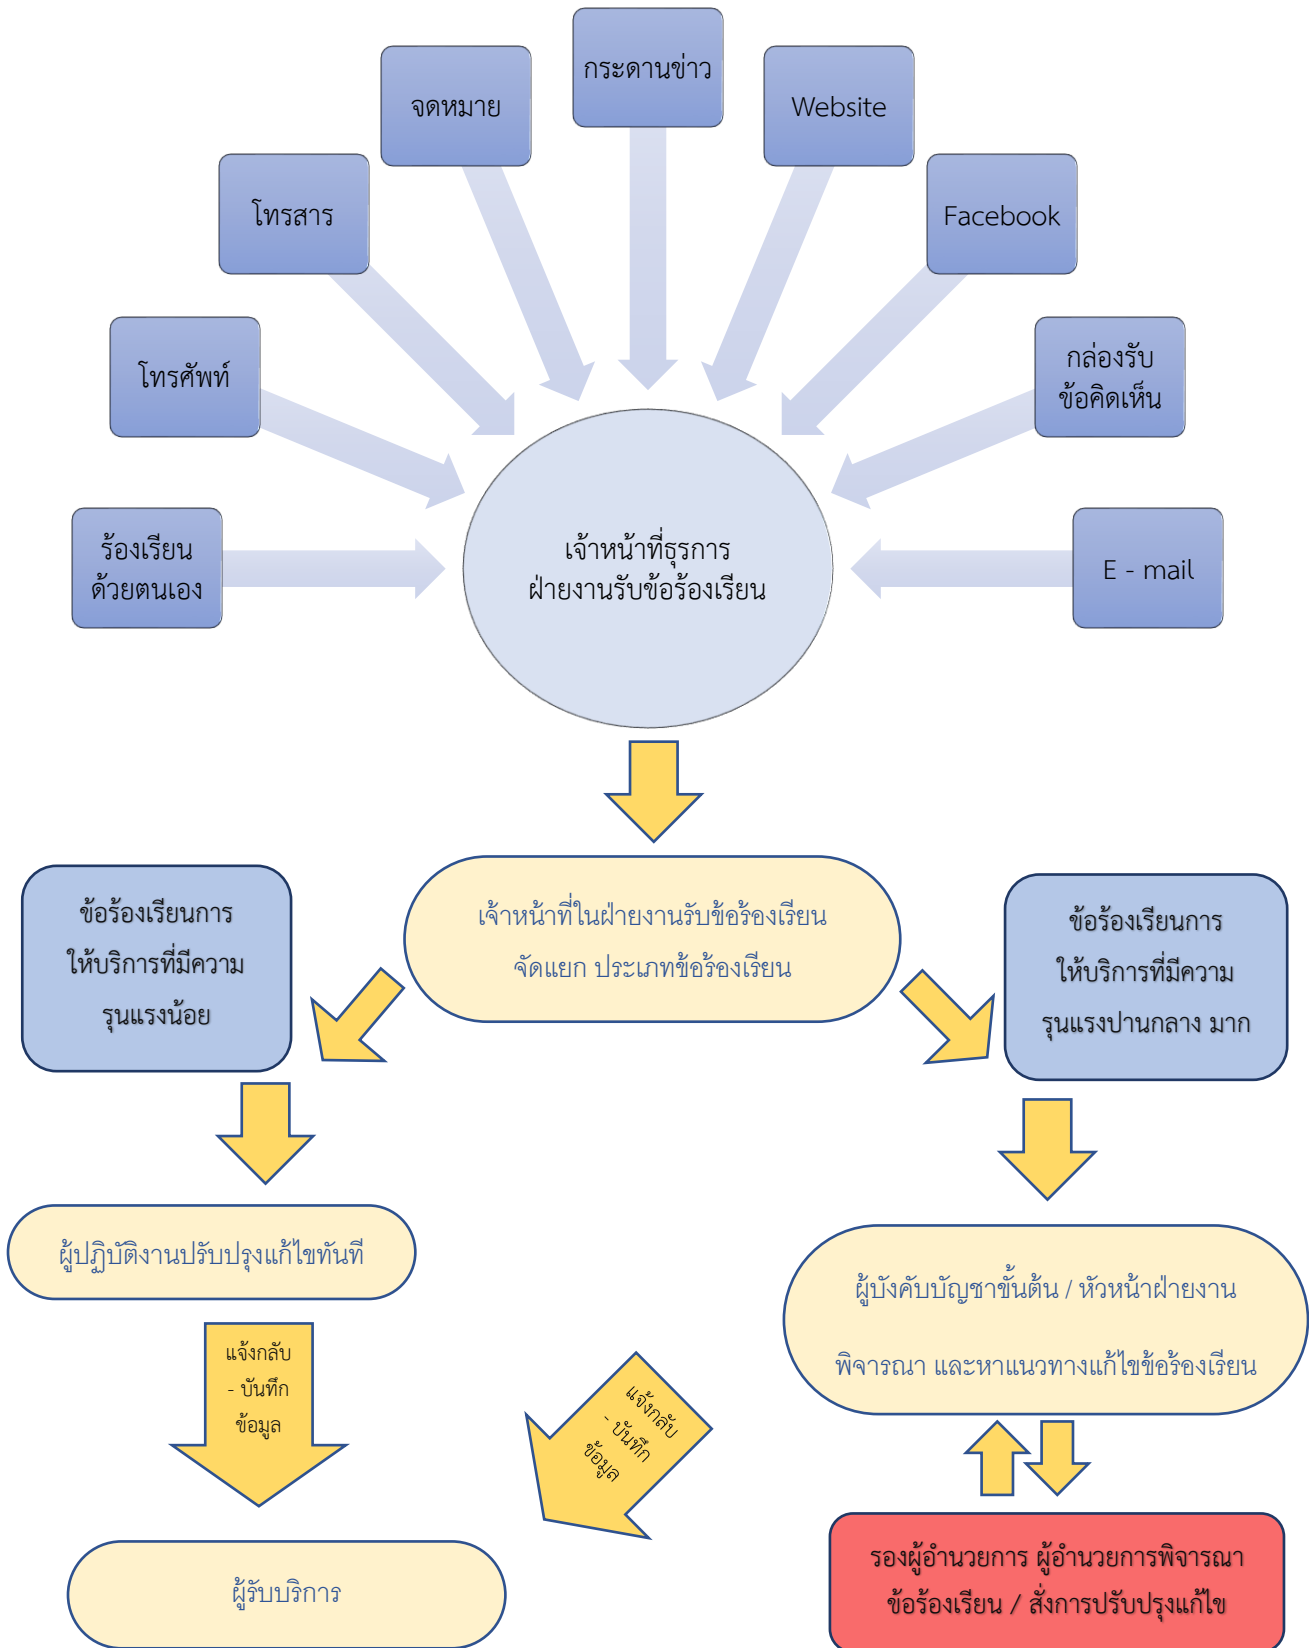 กระดานข่าว
จดหมาย
Website
โทรสาร
Facebook
โทรศัพท์
กล่องรับ
ข้อคิดเห็น
ร้องเรียน
ด้วยตนเอง
E - mail
เจ้าหน้าที่ธุรการ
ฝ่ายงานรับข้อร้องเรียน
เจ้าหน้าที่ในฝ่ายงานรับข้อร้องเรียน
จัดแยก ประเภทข้อร้องเรียน
ข้อร้องเรียนการ
ให้บริการที่มีความ
รุนแรงน้อย
ข้อร้องเรียนการ
ให้บริการที่มีความ
รุนแรงปานกลาง มาก
ผู้ปฏิบัติงานปรับปรุงแก้ไขทันที
ผู้บังคับบัญชาขั้นต้น / หัวหน้าฝ่ายงาน
พิจารณา และหาแนวทางแก้ไขข้อร้องเรียน
แจ้งกลับ
- บันทึก
ข้อมูล
แจ้งกลับ
- บันทึก
ข้อมูล
รองผู้อำนวยการ ผู้อำนวยการพิจารณา
ข้อร้องเรียน / สั่งการปรับปรุงแก้ไข
ผู้รับบริการ